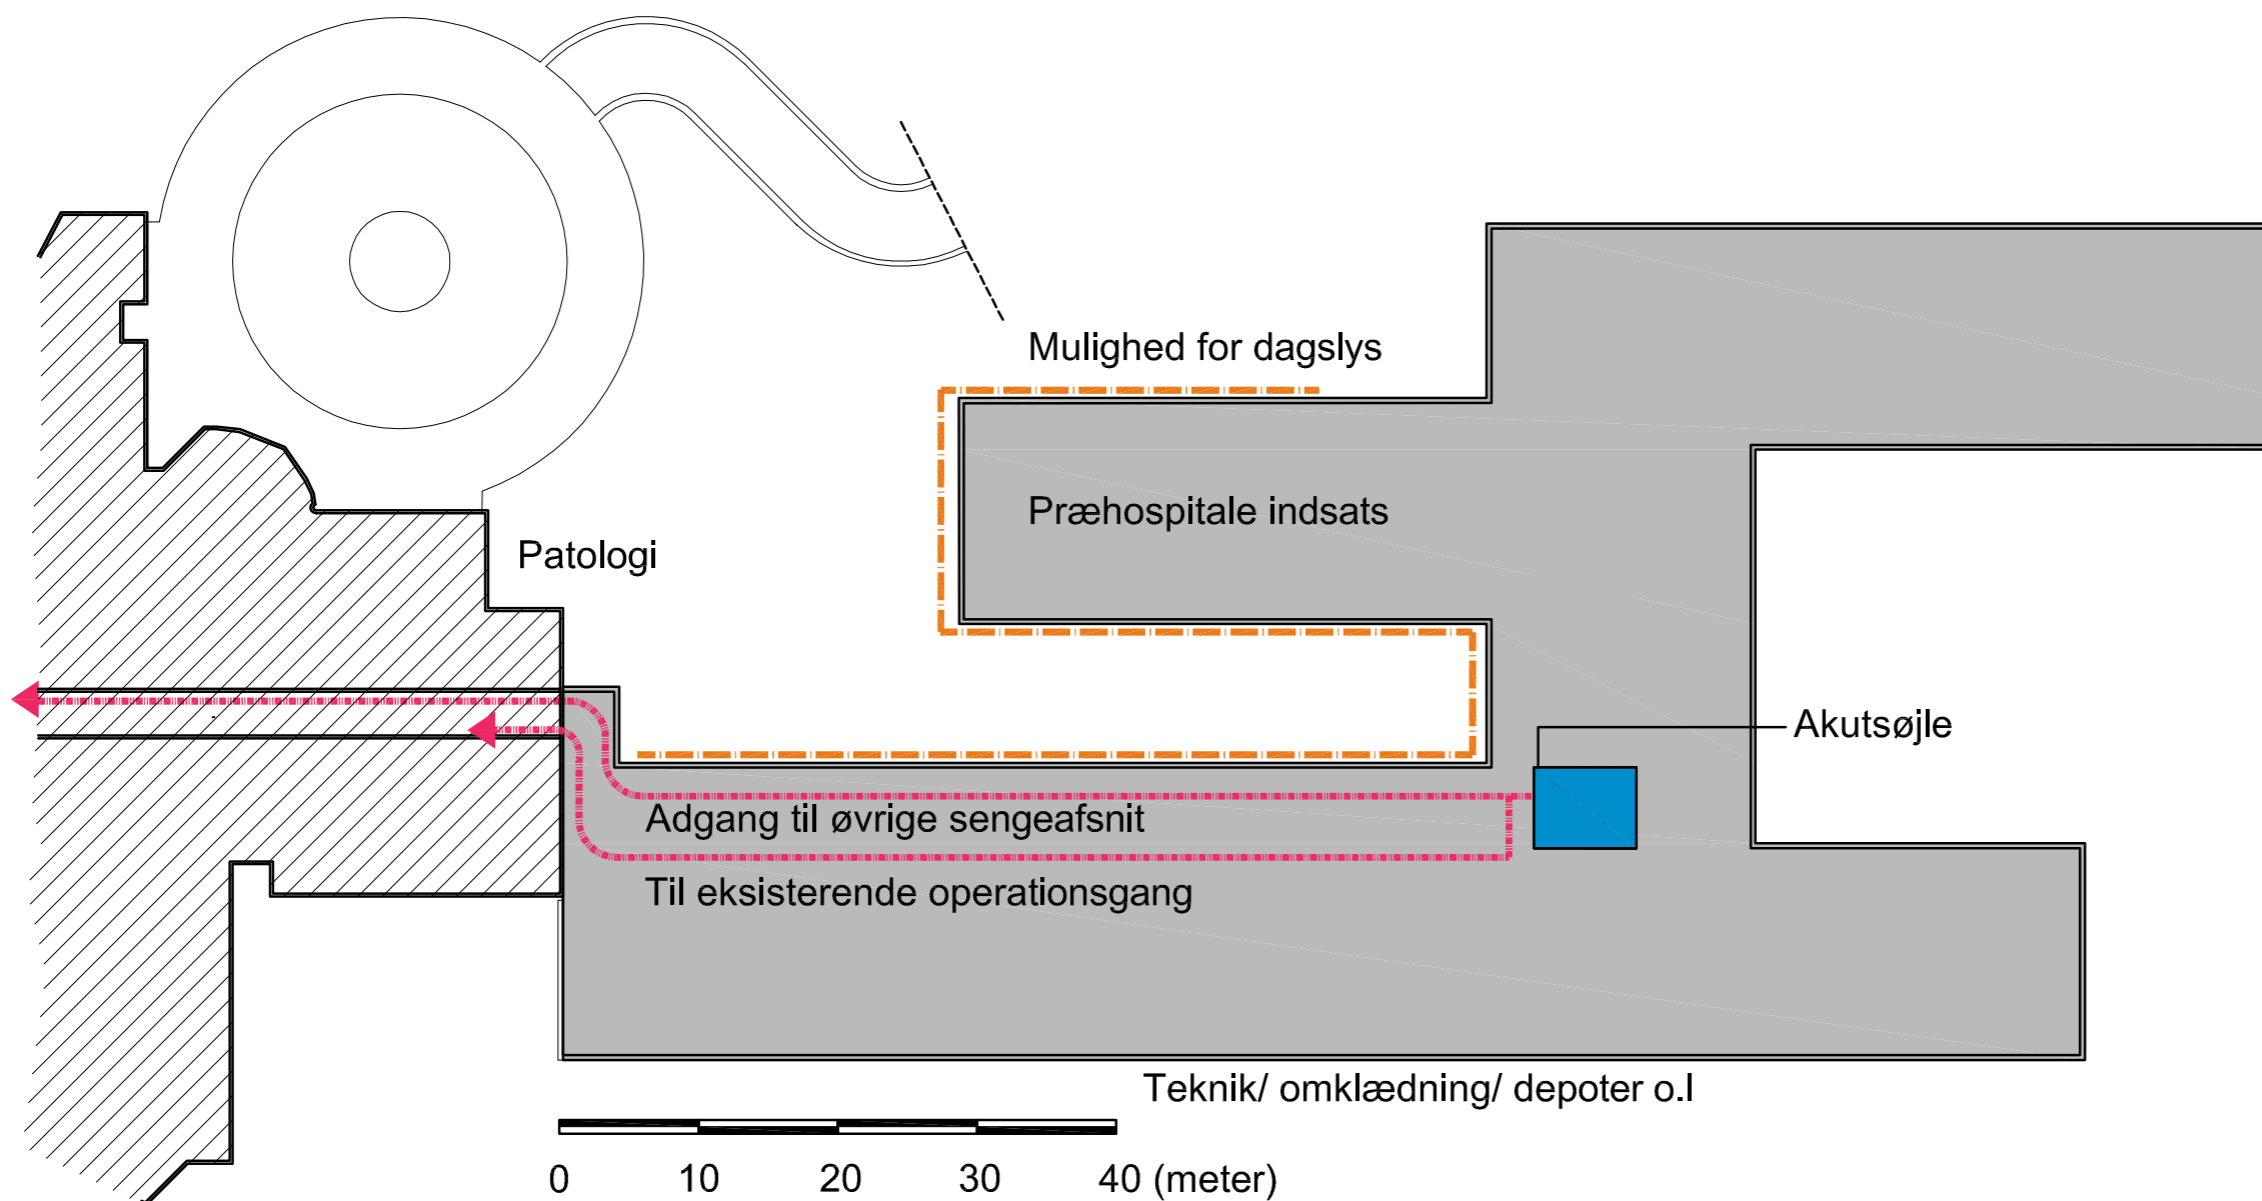 Mulighed for dagslys
Præhospitale indsats
Patologi
Akutsøjle
Adgang til øvrige sengeafsnit
Til eksisterende operationsgang
Teknik/ omklædning/ depoter o.l
0 10 20 30 40 (meter)